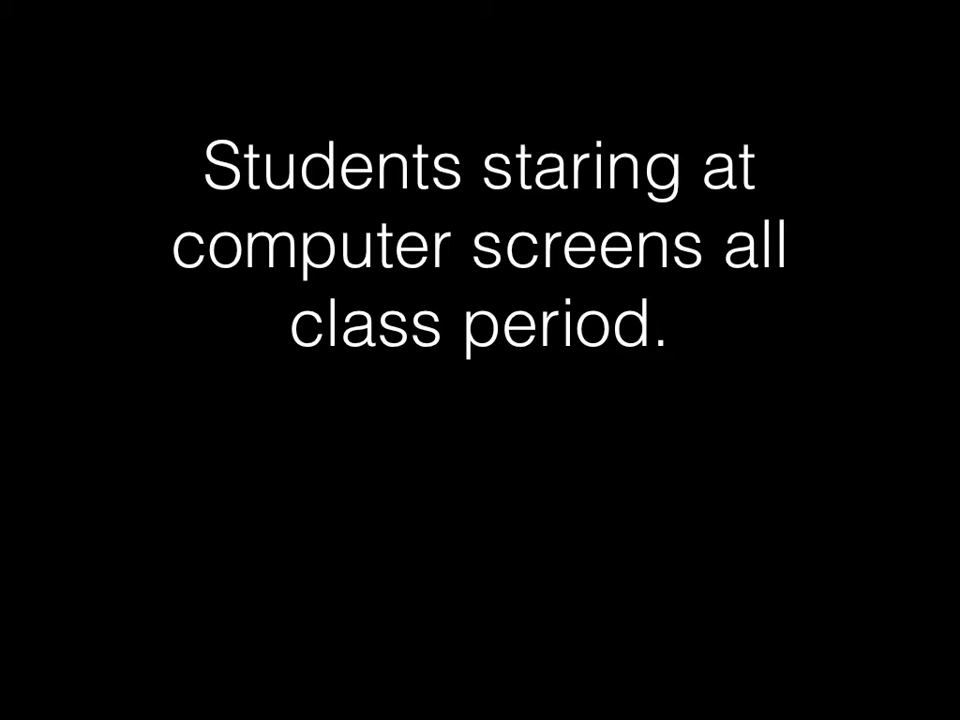 Students staring at
computer screens all
class period.